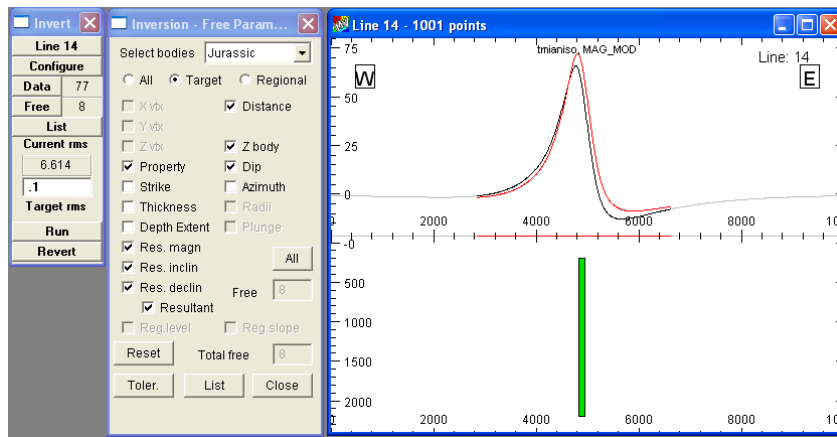 Invert
Line 14
Configure
Data 77
Free 8
List
Current rms
6.614
.1
Target rms
Run
Revert
Inversion - Free Param...
Select bodies Jurassic
All Target Regional
X vtx Distance
Y vtx
Z vtx Z body
Property Dip
Strike Azimuth
Thickness Radii
Depth Extent Plunge
Res. magn
Res. inclin All
Res. declin Free 8
Resultant
Reg.level Reg.slope
Reset Total free 8
Toler. List Close
Line 14 - 1001 points
75
tmianiso, MAG_MOD
Line: 14
W
E
50
25
0
2000 4000 6000 8000
-0
500
1000
1500
2000
2000 4000 6000 8000